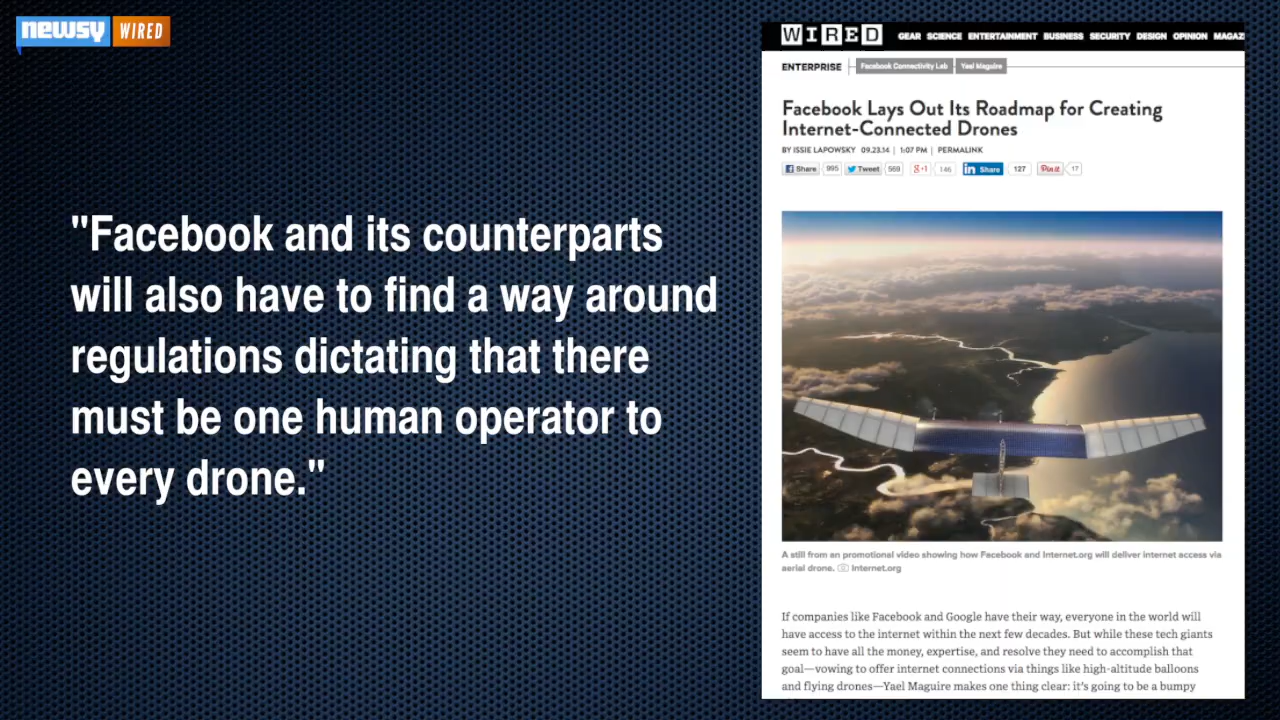 newsy WIRED
"Facebook and its counterparts
will also have to find a way around
regulations dictating that there
must be one human operator to
every drone."
WIRED GEAR SCIENCE ENTERTAINMENT BUSINESS SECURITY DESIGN OPINION MAGAZ
ENTERPRISE Facebook Connectivity Lab Yael Maguire
Facebook Lays Out Its Roadmap for Creating
Internet-Connected Drones
BY ISSIE LAPOWSKY 09.23.14 | 1:07 PM | PERMALINK
Share 995 Tweet 569 g+1 146 in Share 127 Pin it 17
A still from an promotional video showing how Facebook and Internet.org will deliver internet access via
aerial drone. Internet.org
If companies like Facebook and Google have their way, everyone in the world will
have access to the internet within the next few decades. But while these tech giants
seem to have all the money, expertise, and resolve they need to accomplish that
goal—vowing to offer internet connections via things like high-altitude balloons
and flying drones—Yael Maguire makes one thing clear: it's going to be a bumpy